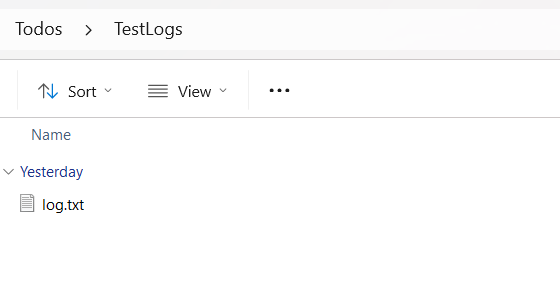 Todos > TestLogs
Sort View •••
Name
Yesterday
log.txt